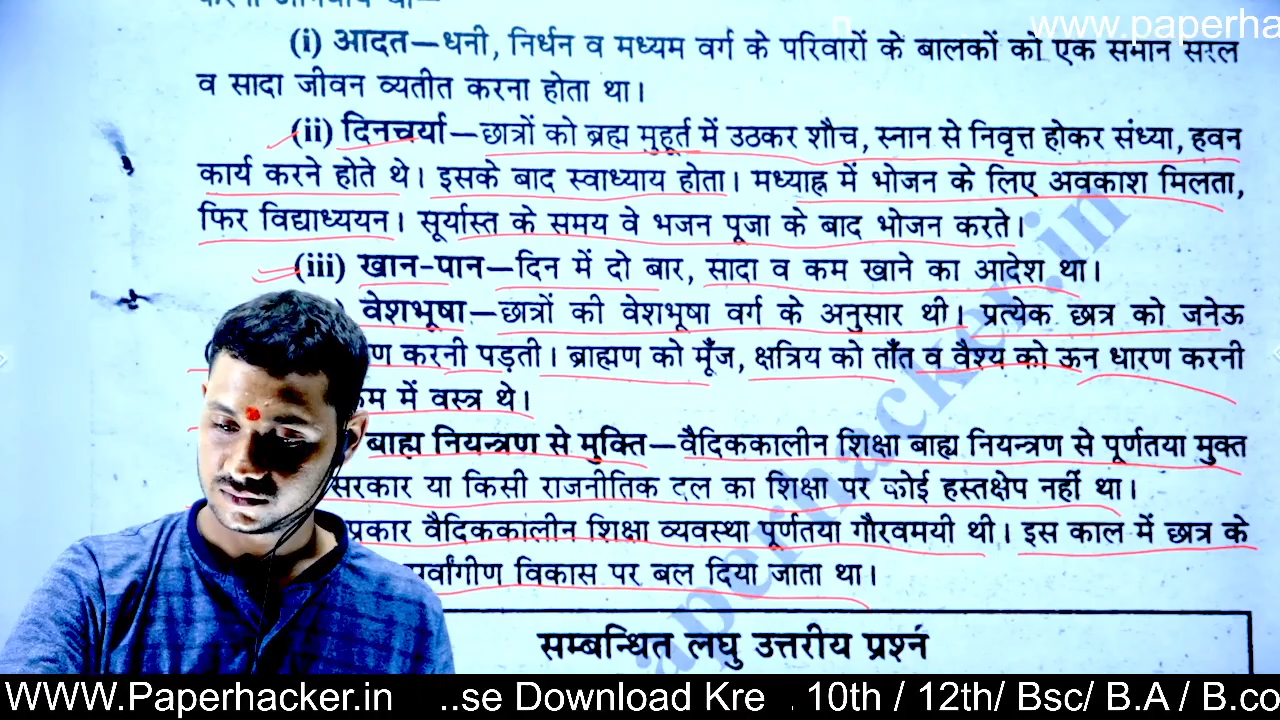 www.paperha
(i) आदत—धनी, निर्धन व मध्यम वर्ग के परिवारों के बालकों को एक समान सरल
व सादा जीवन व्यतीत करना होता था।
(ii) दिनचर्या—छात्रों को ब्रह्म मुहूर्त में उठकर शौच, स्नान से निवृत्त होकर संध्या, हवन
कार्य करने होते थे। इसके बाद स्वाध्याय होता। मध्याह्न में भोजन के लिए अवकाश मिलता,
फिर विद्याध्ययन। सूर्यास्त के समय वे भजन पूजा के बाद भोजन करते।
(iii) खान-पान—दिन में दो बार, सादा व कम खाने का आदेश था।
वेशभूषा—छात्रों की वेशभूषा वर्ग के अनुसार थी। प्रत्येक छात्र को जनेऊ
करनी पड़ती। ब्राह्मण को मूँज, क्षत्रिय को ताँत व वैश्य को ऊन धारण करनी
में वस्त्र थे।
बाह्य नियन्त्रण से मुक्ति—वैदिककालीन शिक्षा बाह्य नियन्त्रण से पूर्णतया मुक्त
सरकार या किसी राजनीतिक दल का शिक्षा पर कोई हस्तक्षेप नहीं था।
प्रकार वैदिककालीन शिक्षा व्यवस्था पूर्णतया गौरवमयी थी। इस काल में छात्र के
विकास पर बल दिया जाता था।
सम्बन्धित लघु उत्तरीय प्रश्न
aperhacker.in
WWW.Paperhacker.in ..se Download Kre . 10th / 12th/ Bsc/ B.A / B.co